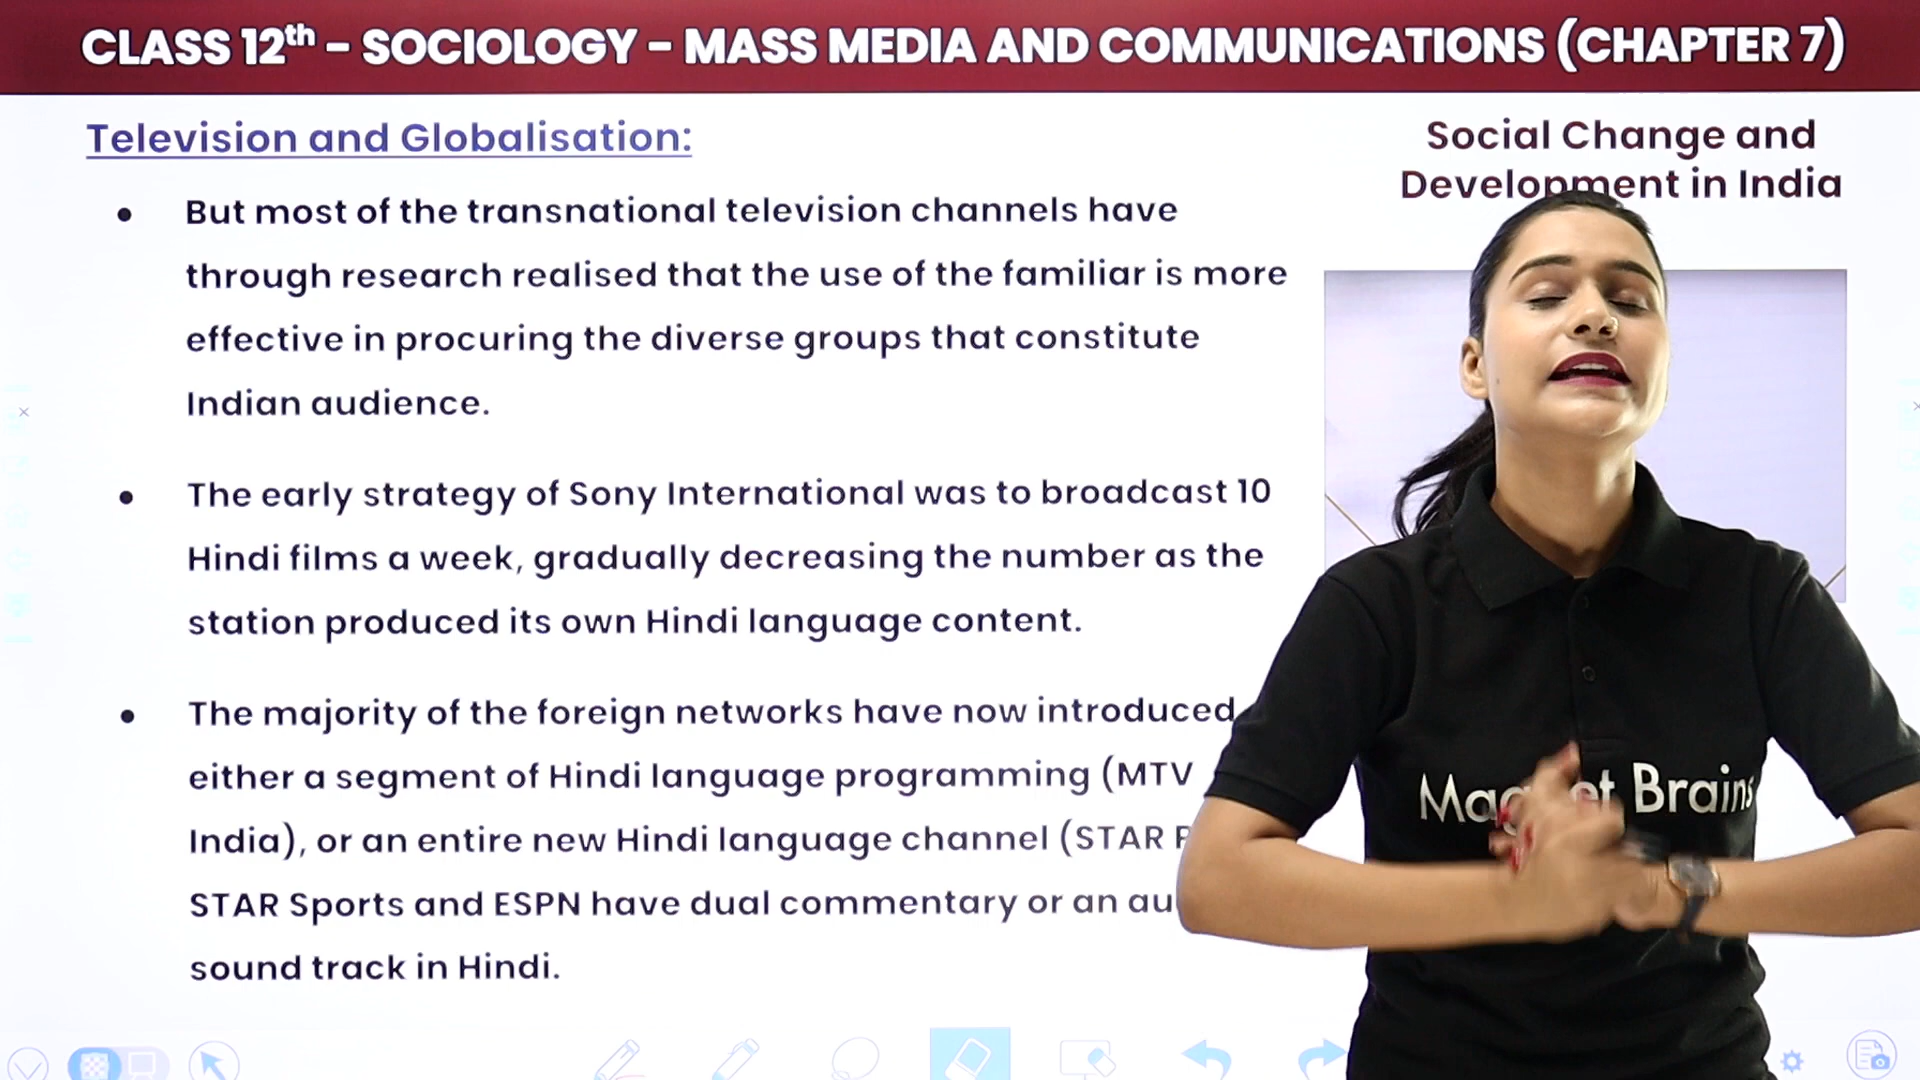 CLASS 12th – SOCIOLOGY – MASS MEDIA AND COMMUNICATIONS (CHAPTER 7)
Television and Globalisation:
Social Change and
Development in India
• But most of the transnational television channels have
through research realised that the use of the familiar is more
effective in procuring the diverse groups that constitute
Indian audience.
• The early strategy of Sony International was to broadcast 10
Hindi films a week, gradually decreasing the number as the
station produced its own Hindi language content.
• The majority of the foreign networks have now introduced
either a segment of Hindi language programming (MTV
India), or an entire new Hindi language channel (STAR
STAR Sports and ESPN have dual commentary or an
sound track in Hindi.
Brains